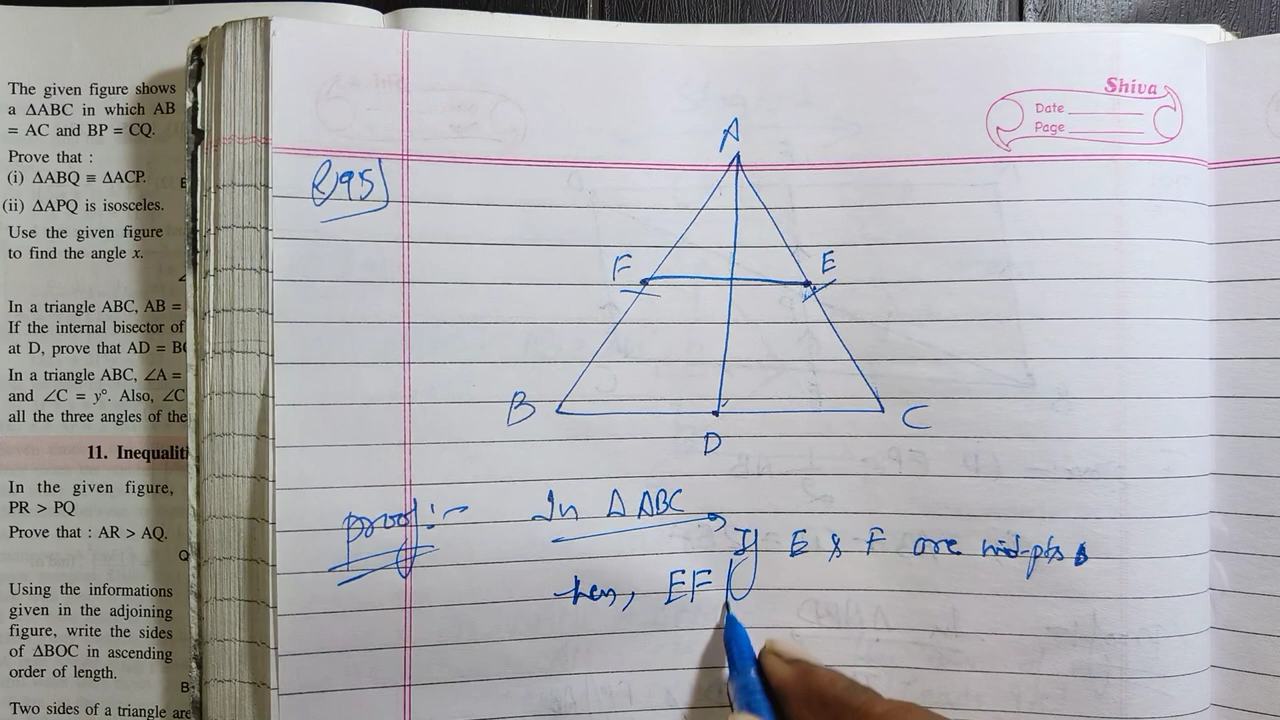 The given figure shows
a ΔABC in which AB
= AC and BP = CQ.
Prove that :
(i) ΔABQ ≡ ΔACP.
(ii) ΔAPQ is isosceles.
Use the given figure
to find the angle x.
In a triangle ABC, AB =
If the internal bisector of
at D, prove that AD =
In a triangle ABC, ∠A =
and ∠C = y°. Also, ∠C
all the three angles of the
11. Inequaliti
In the given figure,
PR > PQ
Prove that : AR > AQ.
Q
Using the informations
given in the adjoining
figure, write the sides
of ΔBOC in ascending
order of length.
B
Two sides of a triangle are
Shiva
Date
Page
Q95]
A
F
E
B
D
C
Proof:-
In Δ ABC
If E & F are mid-pts
then, EF